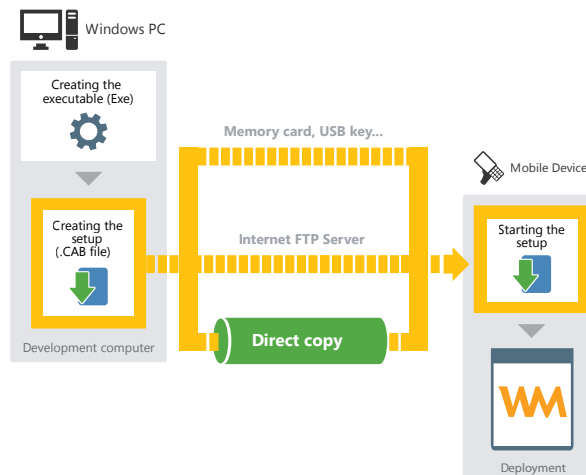 Windows PC
Creating the
executable (Exe)
Creating the
setup
(.CAB file)
Development computer
Memory card, USB key...
Internet FTP Server
Direct copy
Mobile Device
Starting the
setup
WM
Deployment